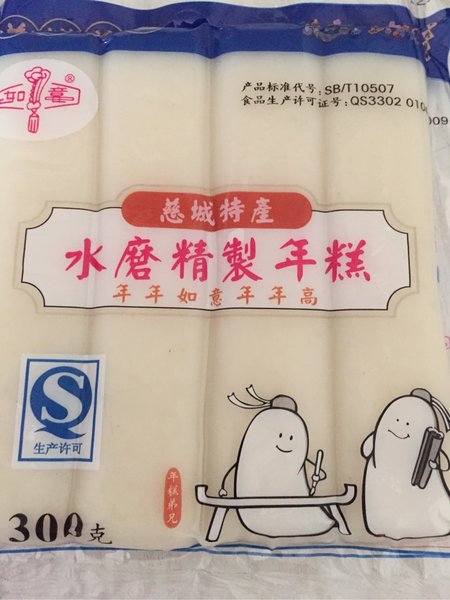 如意®
产品标准代号：SB/T10507
食品生产许可证号：QS3302 010
009
慈城特產
水磨精製年糕
年年如意年年高
S
生产许可
年糕弟兄
300克